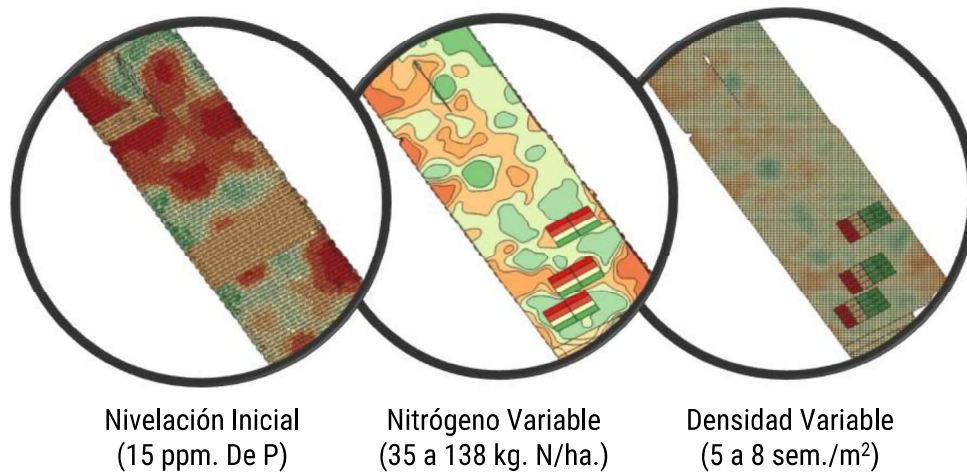 Nivelación Inicial
(15 ppm. De P)
Nitrógeno Variable
(35 a 138 kg. N/ha.)
Densidad Variable
(5 a 8 sem./m²)